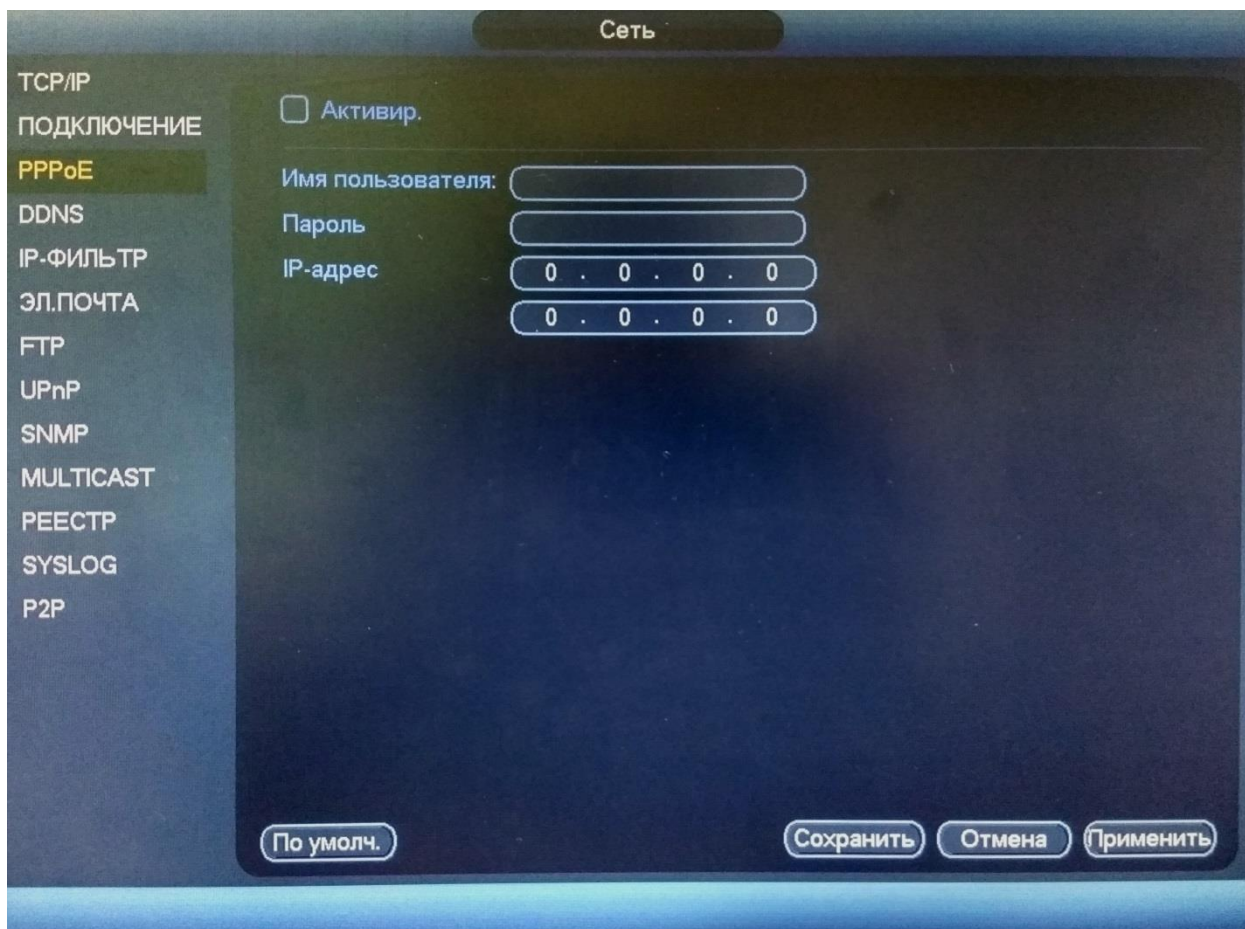 Сеть
TCP/IP
ПОДКЛЮЧЕНИЕ
PPPoE
DDNS
IP-ФИЛЬТР
ЭЛ.ПОЧТА
FTP
UPnP
SNMP
MULTICAST
РЕЕСТР
SYSLOG
P2P
Активир.
Имя пользователя:
Пароль
IP-адрес 0 . 0 . 0 . 0
0 . 0 . 0 . 0
По умолч. Сохранить Отмена Применить